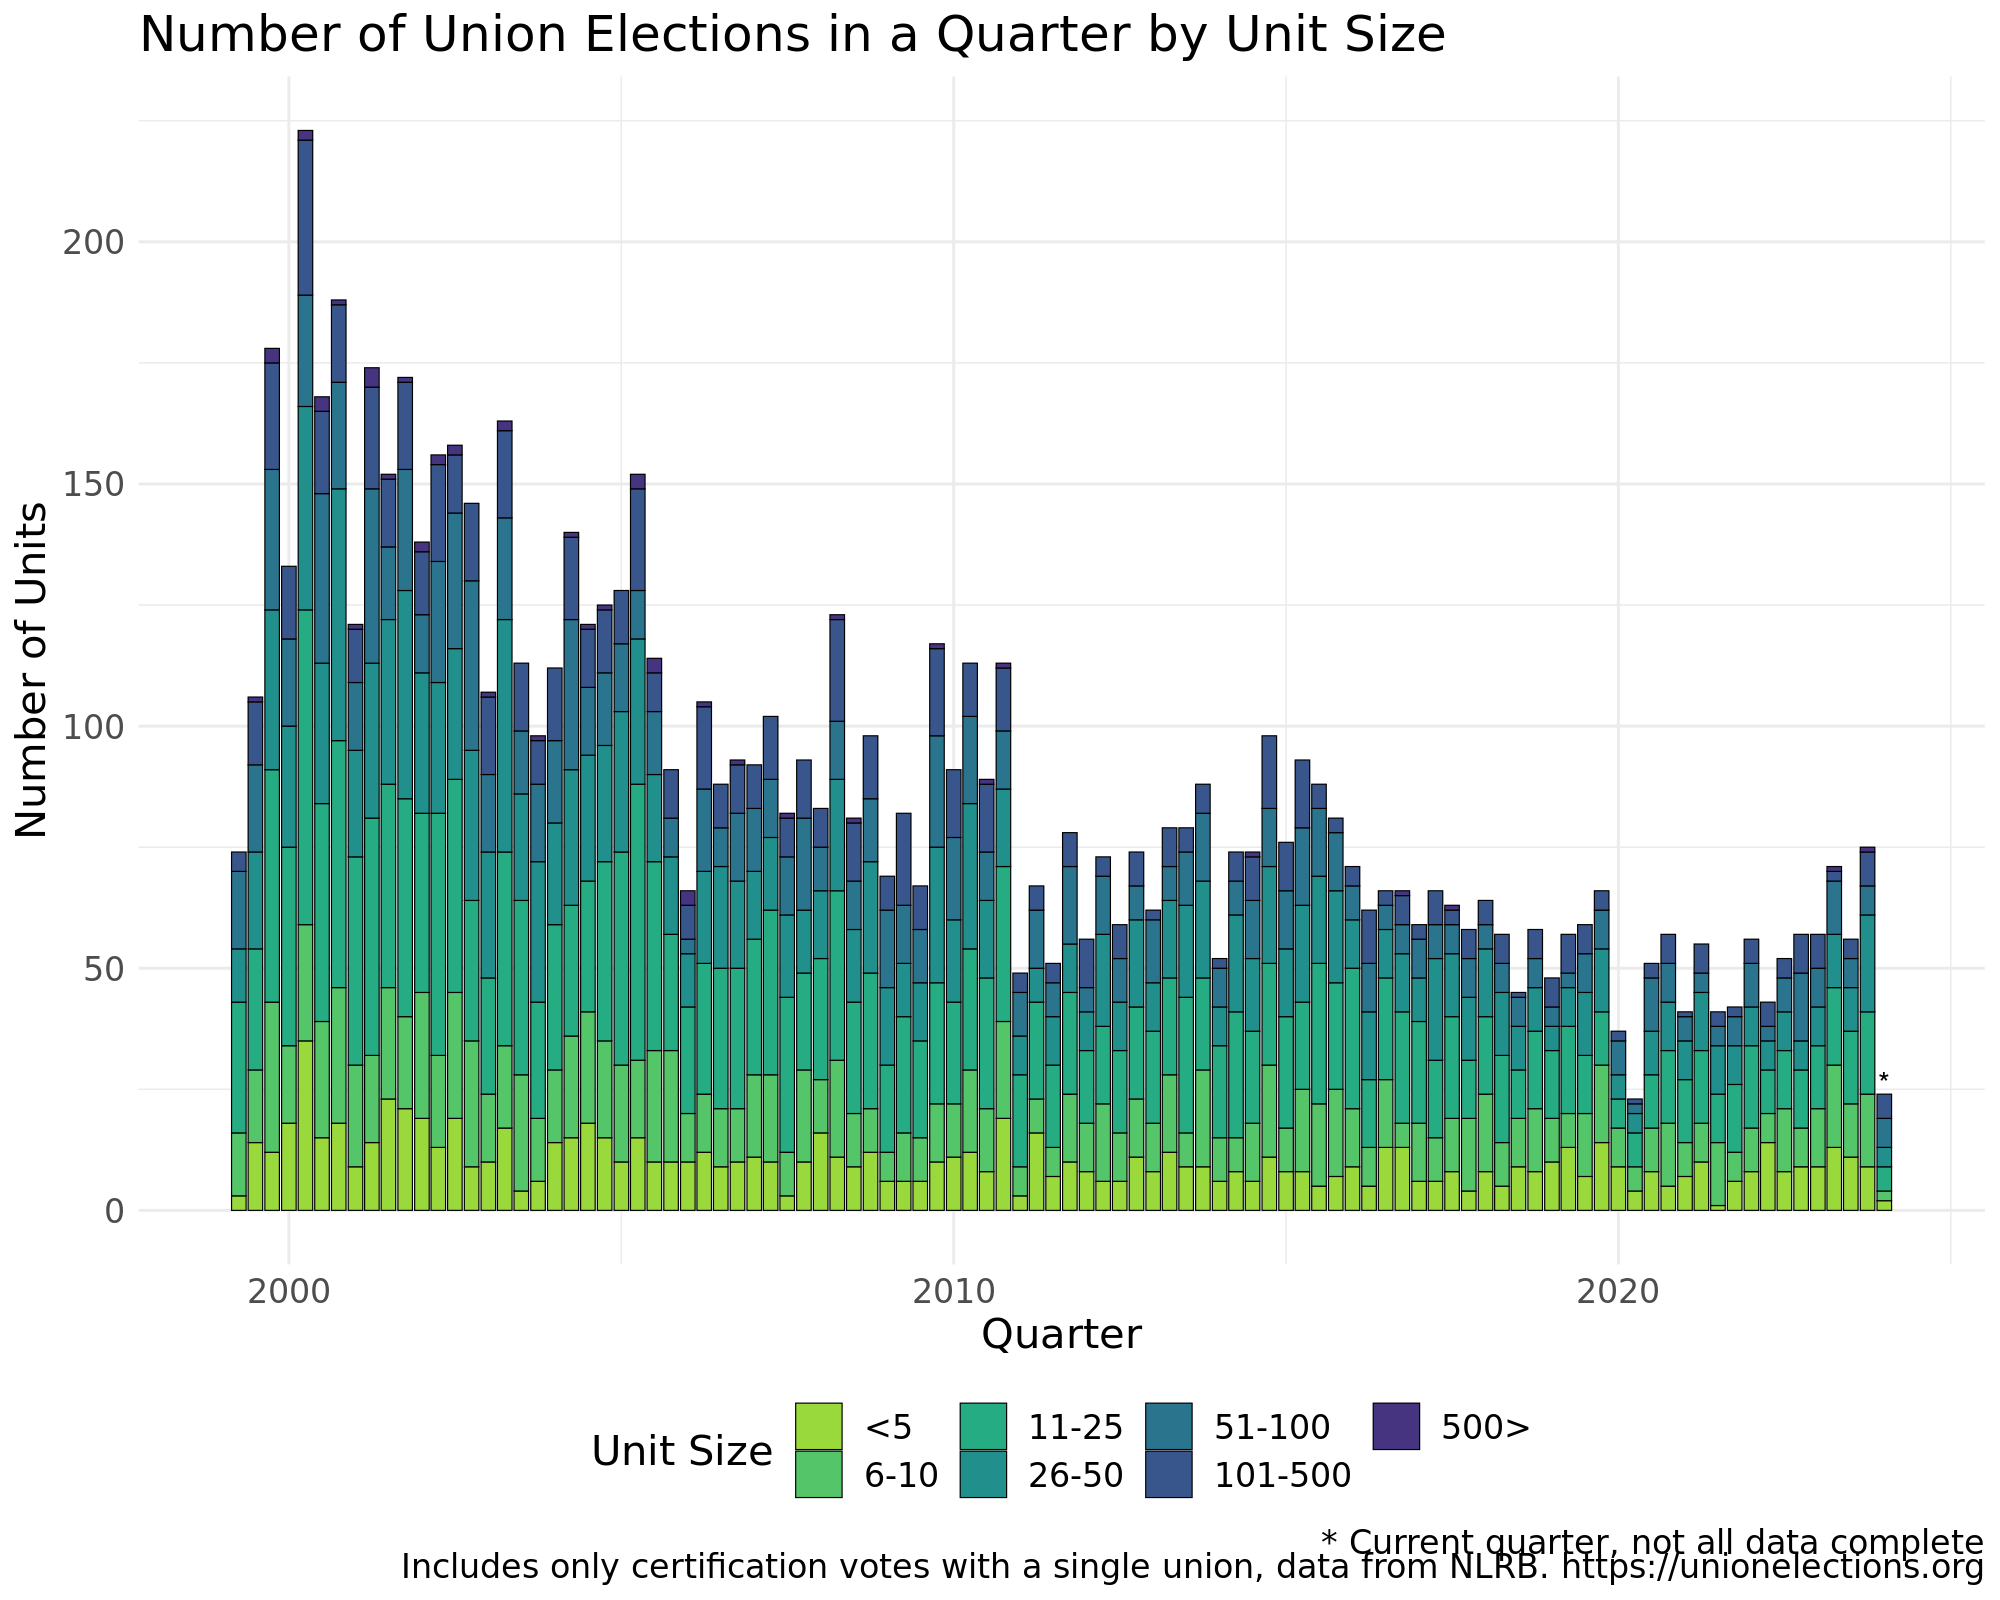 Number of Union Elections in a Quarter by Unit Size
Number of Units
200
150
100
50
0
*
2000 2010 2020
Quarter
Unit Size
<5 11-25 51-100 500>
6-10 26-50 101-500
* Current quarter, not all data complete
Includes only certification votes with a single union, data from NLRB. https://unionelections.org